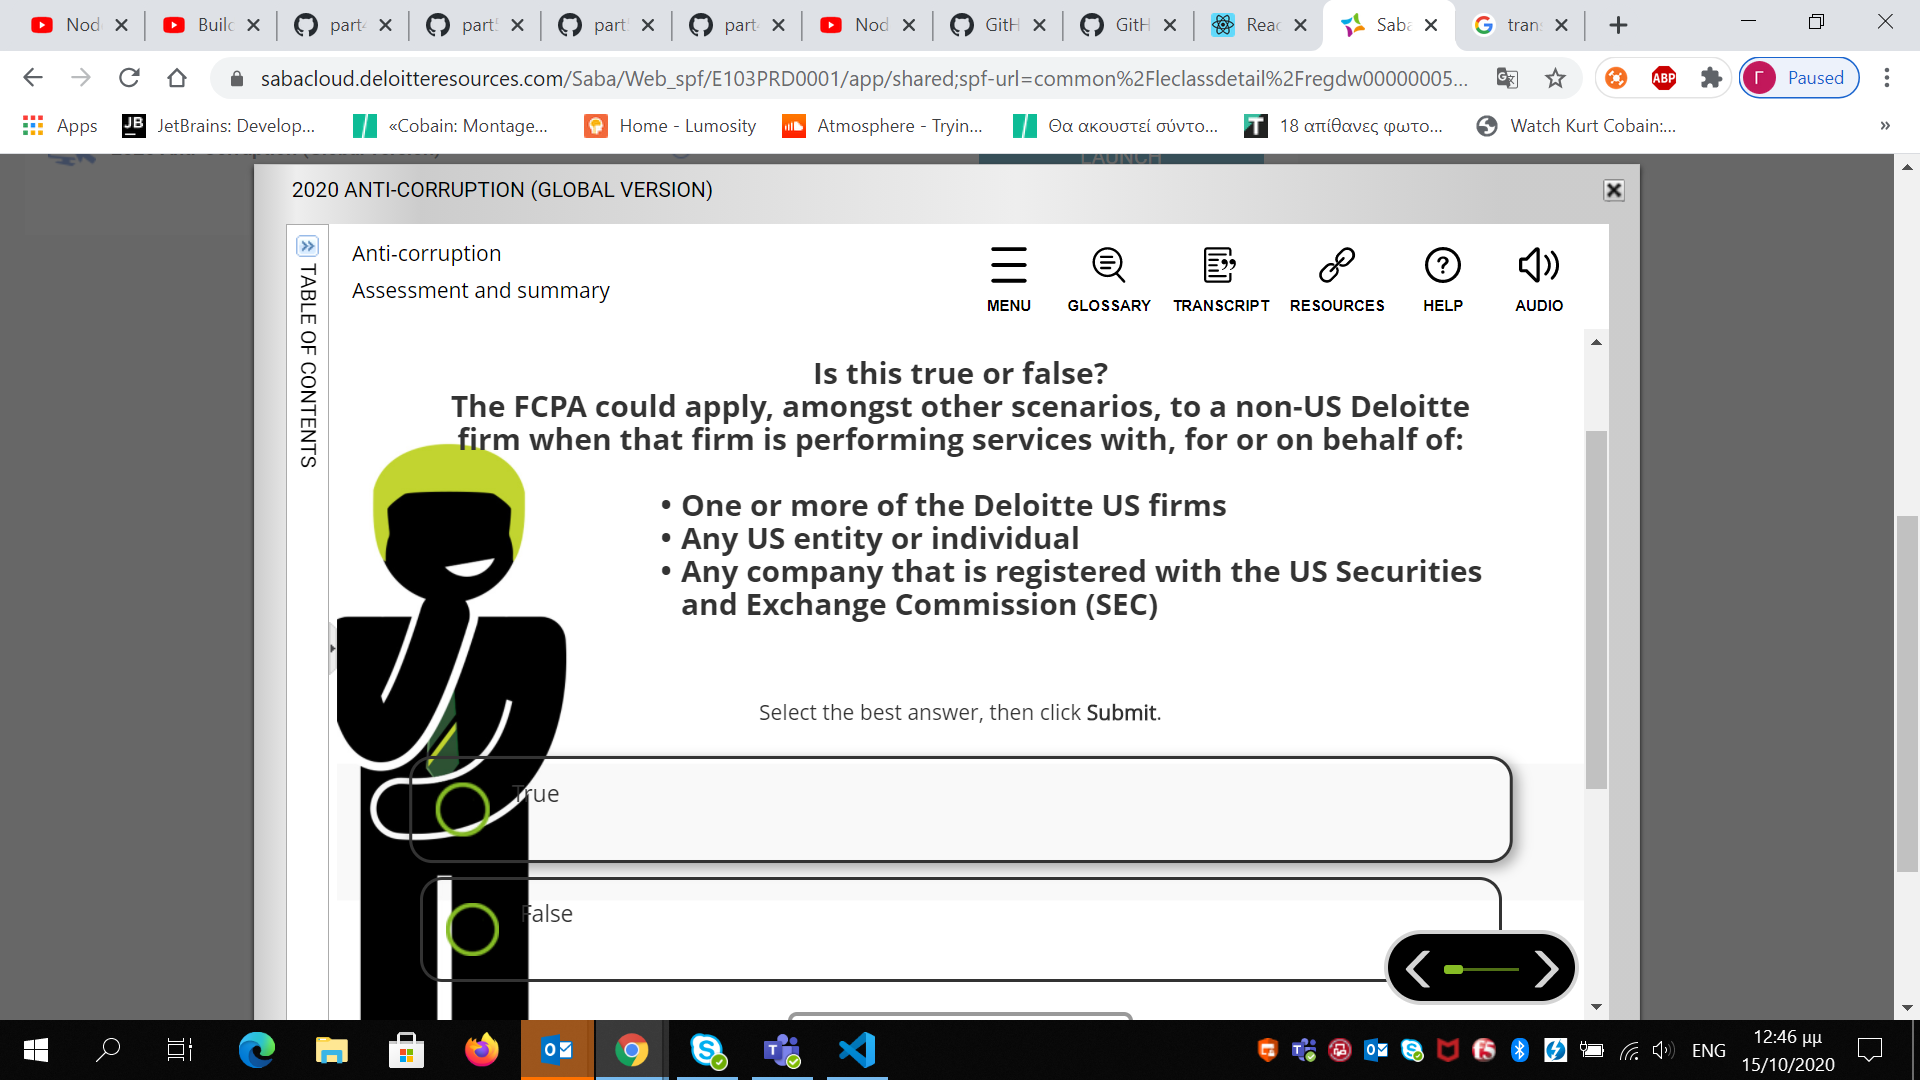 Nod
Builc
part4
part5
part
part4
Nod
GitH
GitH
Reac
Saba
tran
sabacloud.deloitteresources.com/Saba/Web_spf/E103PRD0001/app/shared;spf-url=common%2Fleclassdetail%2Fregdw00000005...
ABP
Γ
Paused
Apps
JB
JetBrains: Develop...
«Cobain: Montage...
Home - Lumosity
Atmosphere - Tryin...
Θα ακουστεί σύντο...
18 απίθανες φωτο...
Watch Kurt Cobain:...
»
LAUNCH
2020 ANTI-CORRUPTION (GLOBAL VERSION)
TABLE OF CONTENTS
Anti-corruption
Assessment and summary
MENU
GLOSSARY
TRANSCRIPT
RESOURCES
HELP
AUDIO
Is this true or false?
The FCPA could apply, amongst other scenarios, to a non-US Deloitte
firm when that firm is performing services with, for or on behalf of:
• One or more of the Deloitte US firms
• Any US entity or individual
• Any company that is registered with the US Securities
and Exchange Commission (SEC)
Select the best answer, then click Submit.
True
False
ENG
12:46 μμ
15/10/2020